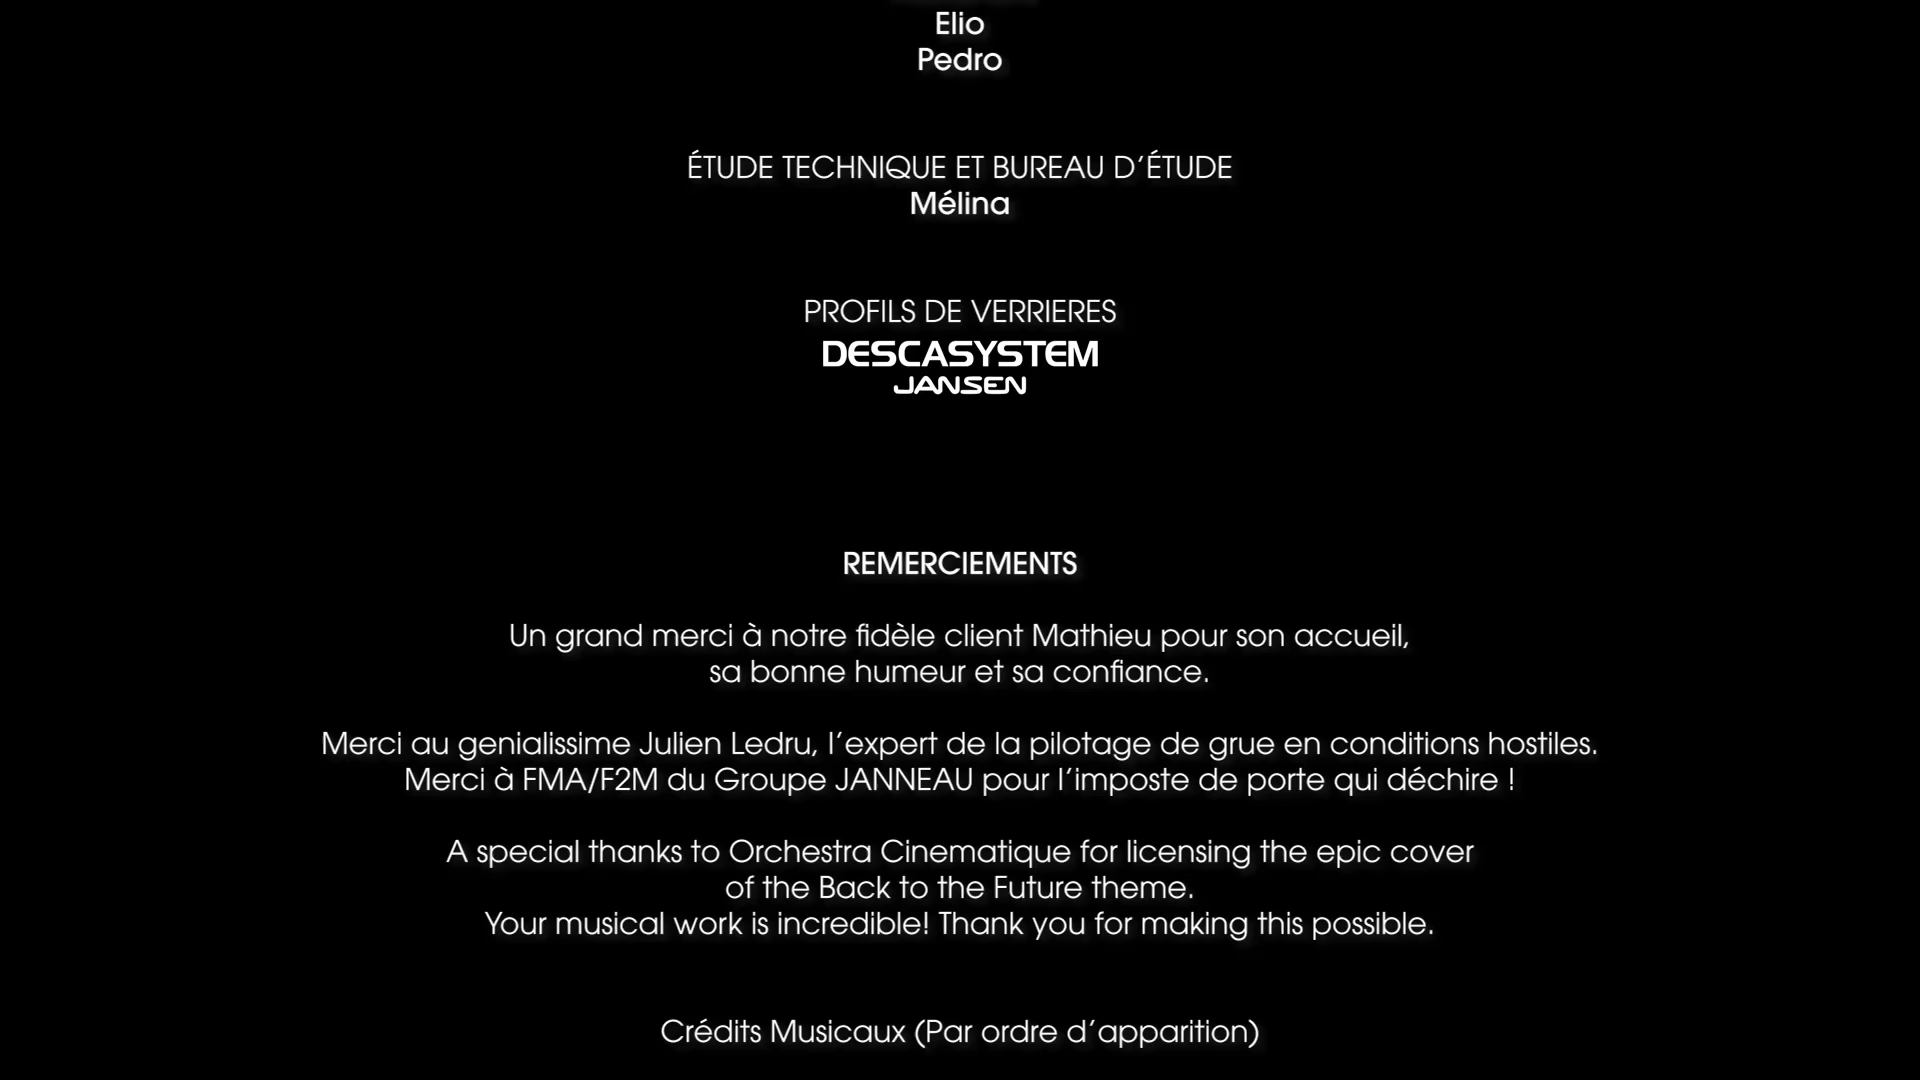 Elio
Pedro
ÉTUDE TECHNIQUE ET BUREAU D’ÉTUDE
Mélina
PROFILS DE VERRIERES
DESCASYSTEM
JANSEN
REMERCIEMENTS
Un grand merci à notre fidèle client Mathieu pour son accueil,
sa bonne humeur et sa confiance.
Merci au genialissime Julien Ledru, l’expert de la pilotage de grue en conditions hostiles.
Merci à FMA/F2M du Groupe JANNEAU pour l’imposte de porte qui déchire !
A special thanks to Orchestra Cinematique for licensing the epic cover
of the Back to the Future theme.
Your musical work is incredible! Thank you for making this possible.
Crédits Musicaux (Par ordre d’apparition)